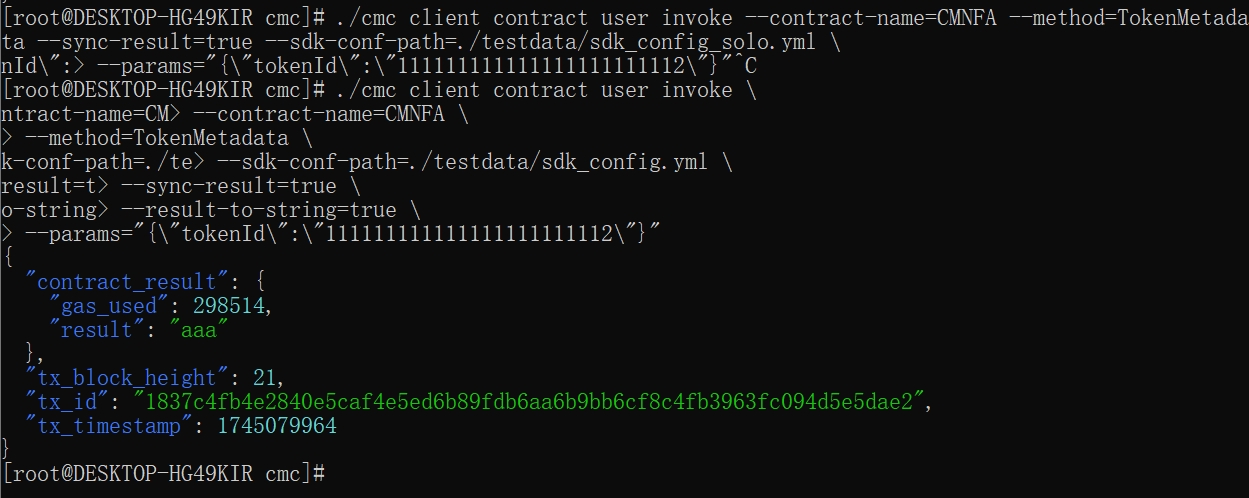 [root@DESKTOP-HG49KIR cmc]# ./cmc client contract user invoke --contract-name=CMNFA --method=TokenMetada
ta --sync-result=true --sdk-conf-path=./testdata/sdk_config_solo.yml \
nId\":> --params="{\"tokenId\":\"111111111111111111111112\"}"^C
[root@DESKTOP-HG49KIR cmc]# ./cmc client contract user invoke \
ntract-name=CM> --contract-name=CMNFA \
> --method=TokenMetadata \
k-conf-path=./te> --sdk-conf-path=./testdata/sdk_config.yml \
result=t> --sync-result=true \
o-string> --result-to-string=true \
> --params="{\"tokenId\":\"111111111111111111111112\"}"
{
  "contract_result": {
    "gas_used": 298514,
    "result": "aaa"
  },
  "tx_block_height": 21,
  "tx_id": "1837c4fb4e2840e5caf4e5ed6b89fdb6aa6b9bb6cf8c4fb3963fc094d5e5dae2",
  "tx_timestamp": 1745079964
}
[root@DESKTOP-HG49KIR cmc]#